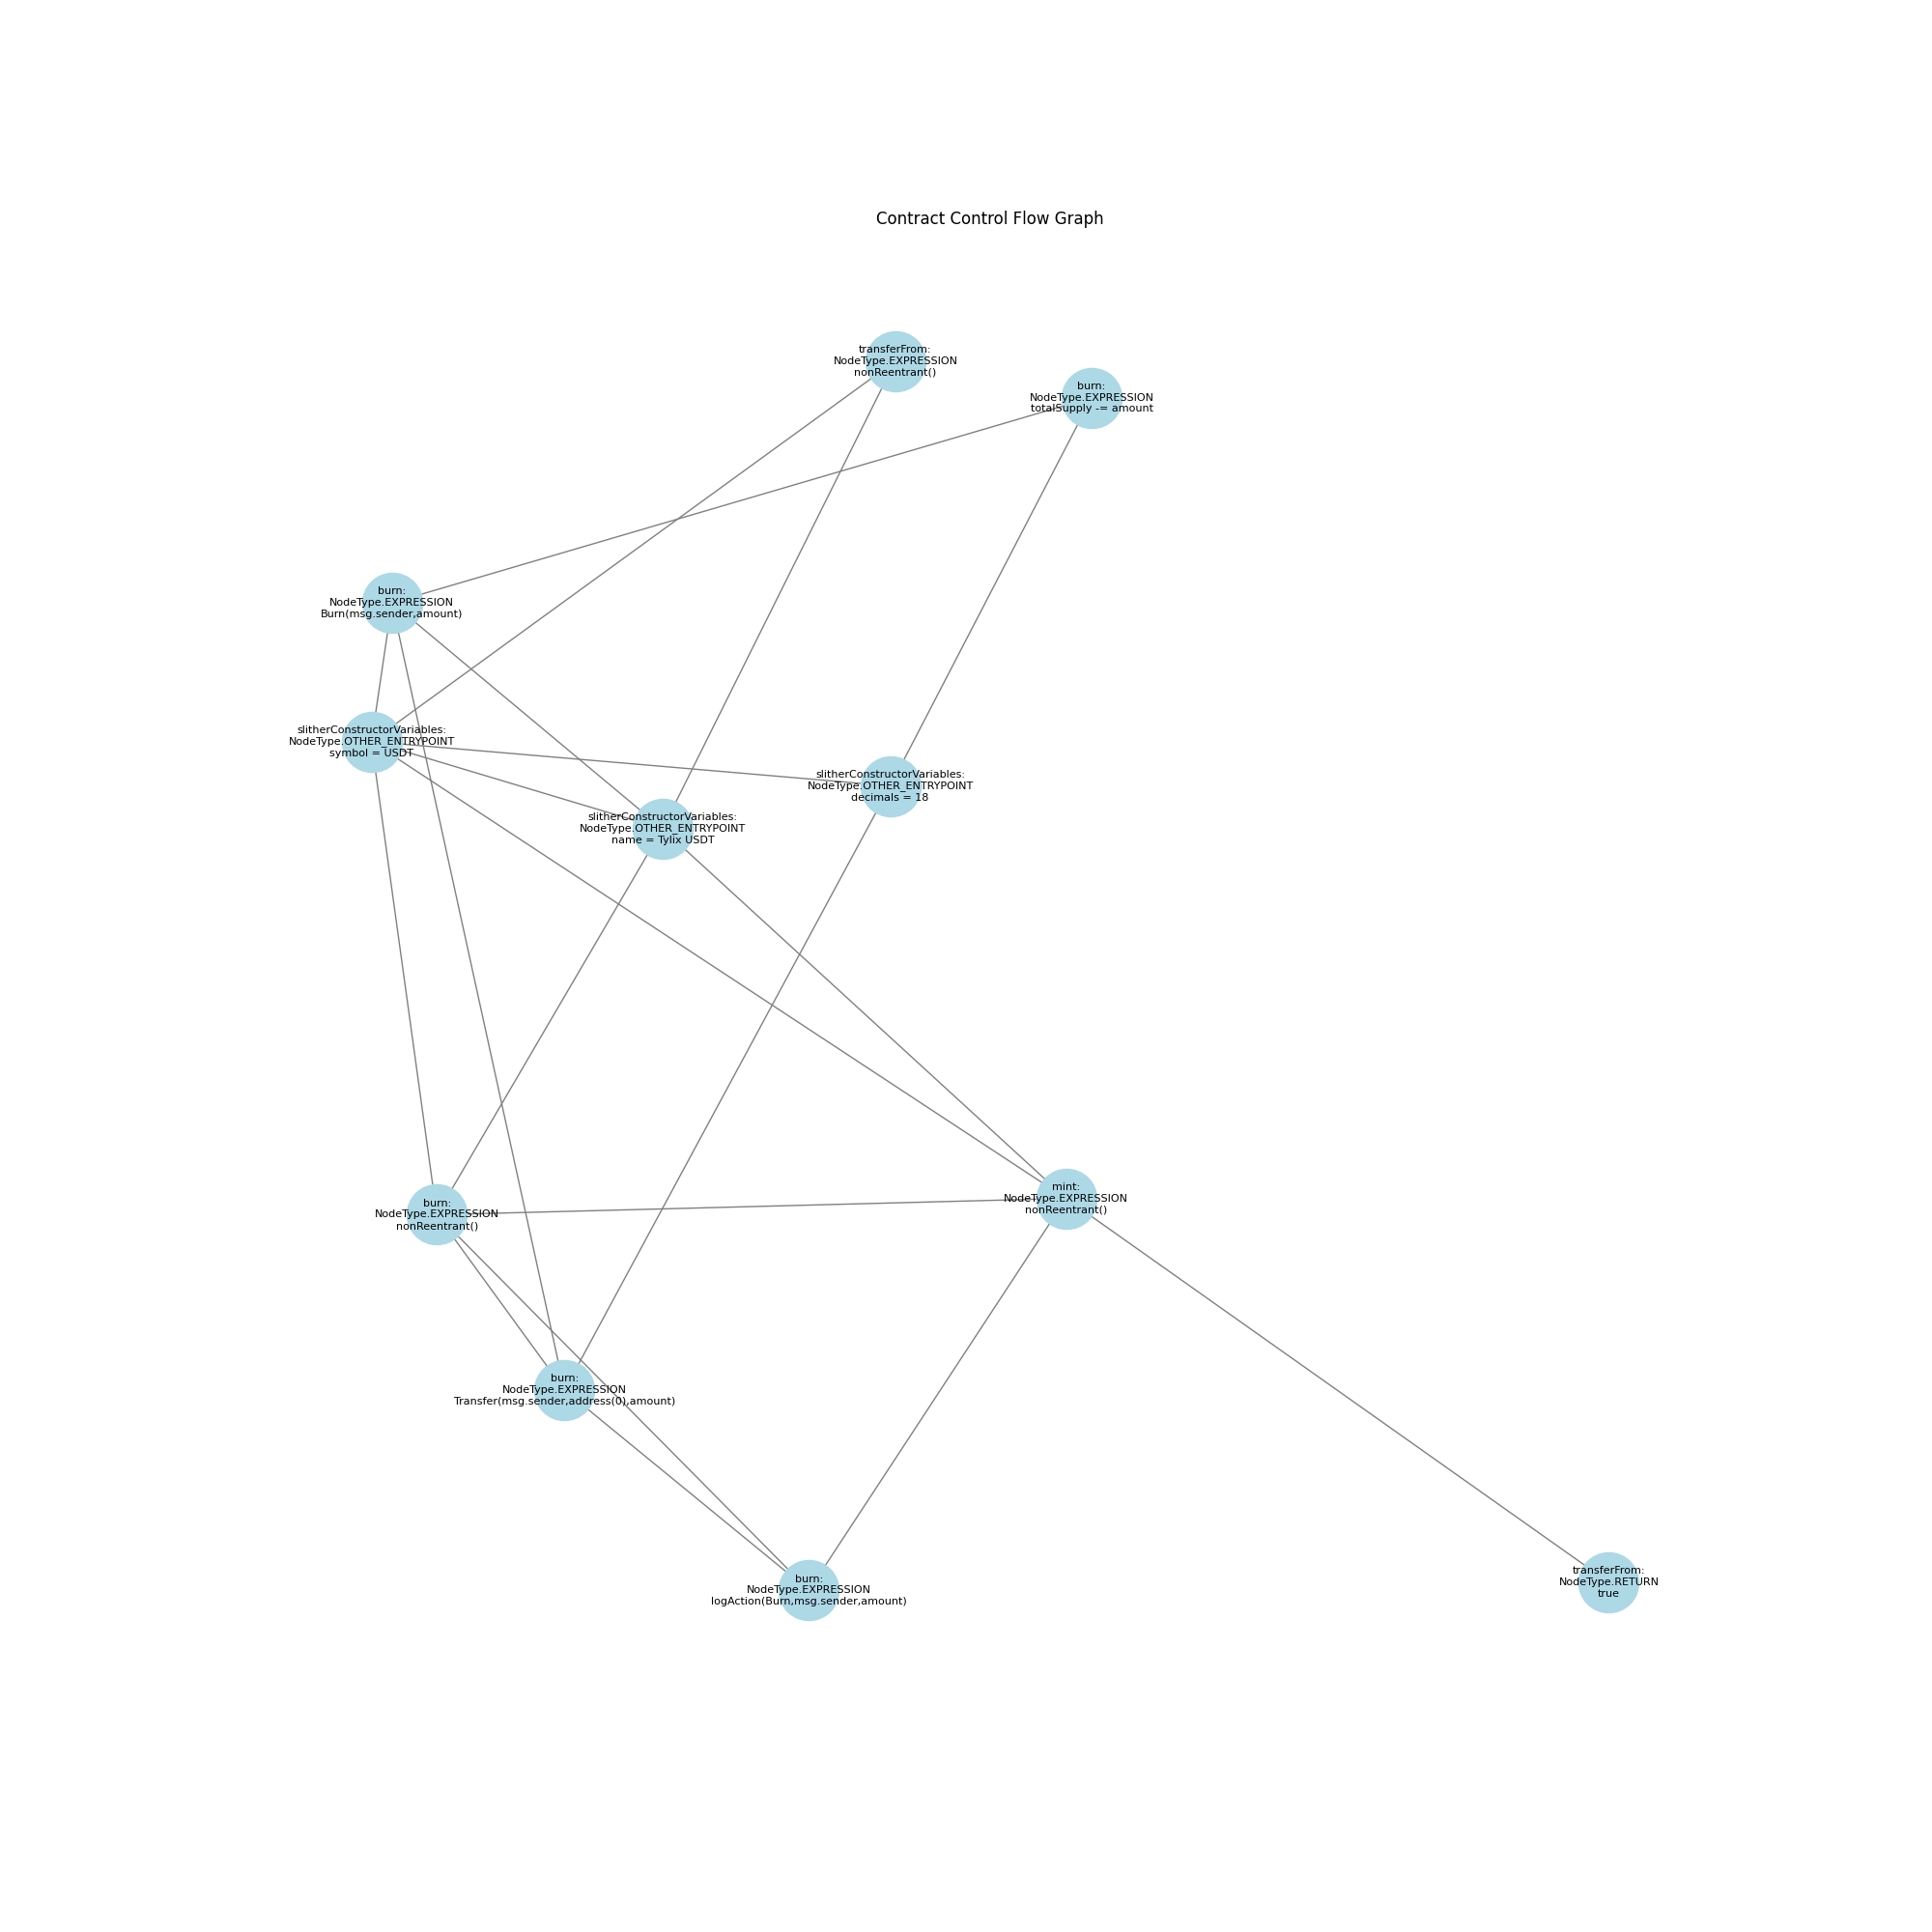 Contract Control Flow Graph
transferFrom:
NodeType.EXPRESSION
nonReentrant()
burn:
NodeType.EXPRESSION
totalSupply -= amount
burn:
NodeType.EXPRESSION
Burn(msg.sender,amount)
slitherConstructorVariables:
NodeType.OTHER_ENTRYPOINT
symbol = USDT
slitherConstructorVariables:
NodeType.OTHER_ENTRYPOINT
decimals = 18
slitherConstructorVariables:
NodeType.OTHER_ENTRYPOINT
name = Tylix USDT
mint:
NodeType.EXPRESSION
nonReentrant()
burn:
NodeType.EXPRESSION
nonReentrant()
burn:
NodeType.EXPRESSION
Transfer(msg.sender,address(0),amount)
transferFrom:
NodeType.RETURN
true
burn:
NodeType.EXPRESSION
logAction(Burn,msg.sender,amount)